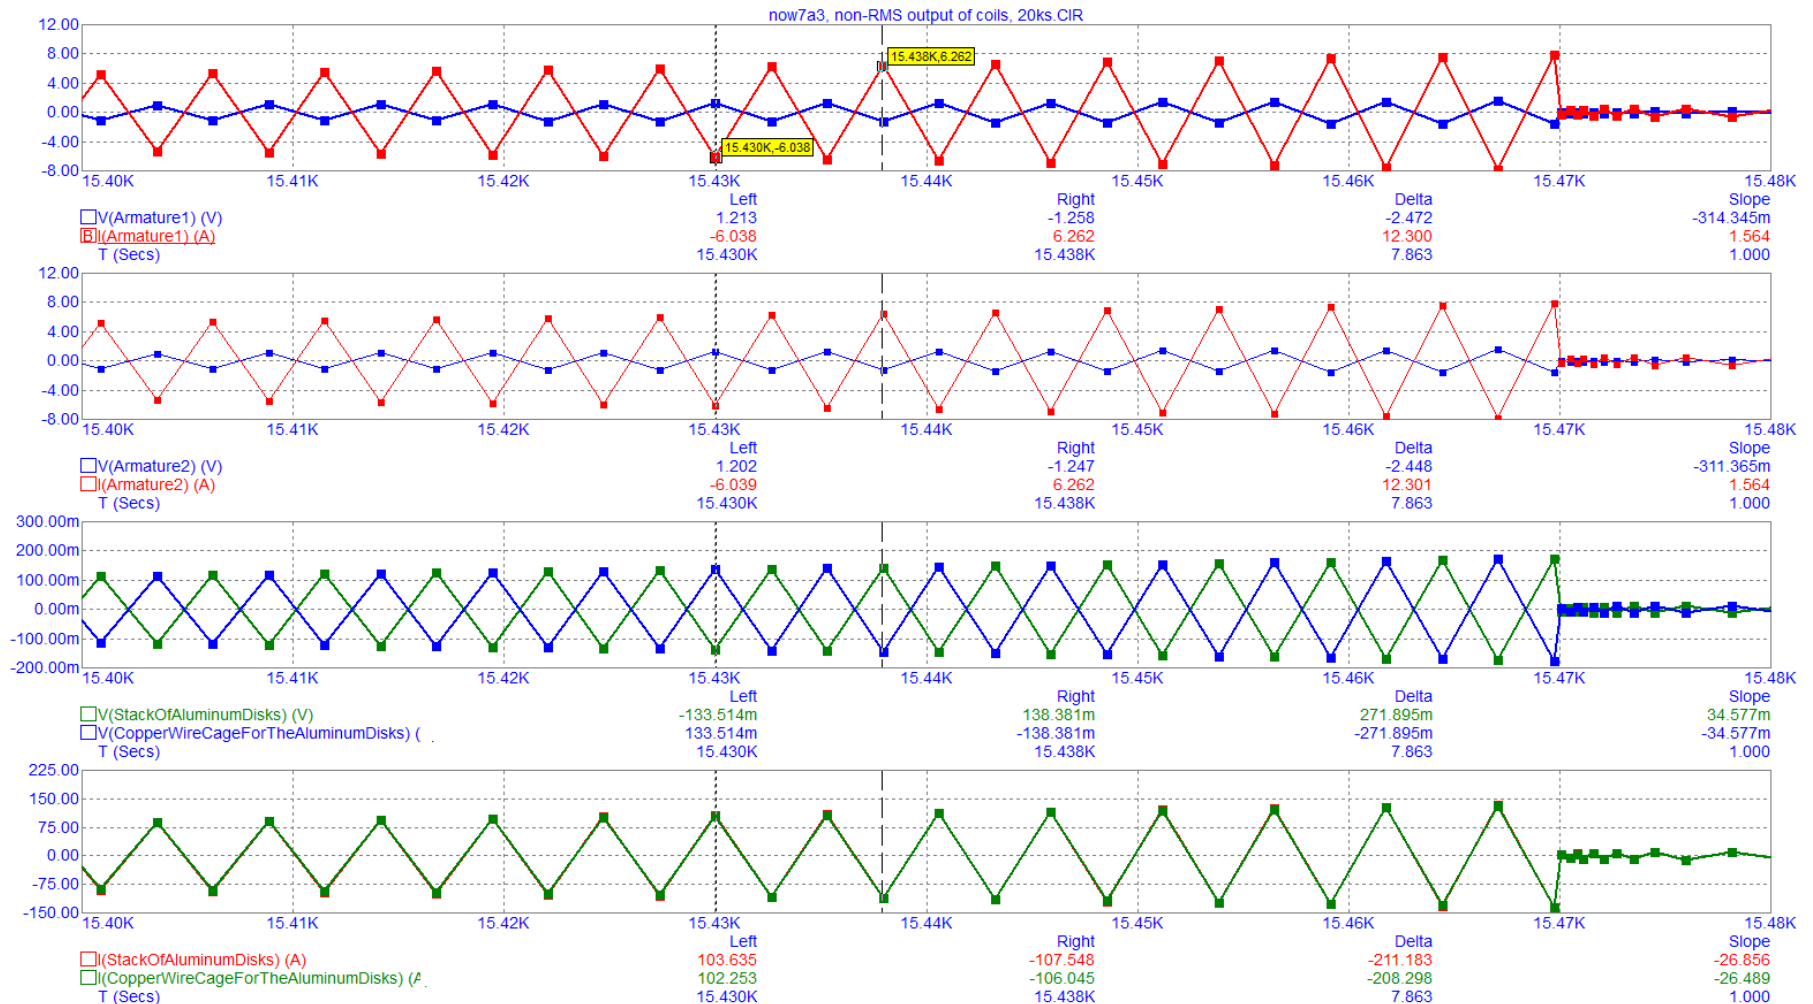 now7a3, non-RMS output of coils, 20ks.CIR
12.00
8.00
4.00
0.00
-4.00
-8.00
15.438K,6.262
15.430K,-6.038
15.40K 15.41K 15.42K 15.43K 15.44K 15.45K 15.46K 15.47K 15.48K
Left Right Delta Slope
V(Armature1) (V) 1.213 -1.258 -2.472 -314.345m
B I(Armature1) (A) -6.038 6.262 12.300 1.564
T (Secs) 15.430K 15.438K 7.863 1.000
12.00
8.00
4.00
0.00
-4.00
-8.00
15.40K 15.41K 15.42K 15.43K 15.44K 15.45K 15.46K 15.47K 15.48K
Left Right Delta Slope
V(Armature2) (V) 1.202 -1.247 -2.448 -311.365m
I(Armature2) (A) -6.039 6.262 12.301 1.564
T (Secs) 15.430K 15.438K 7.863 1.000
300.00m
200.00m
100.00m
0.00m
-100.00m
-200.00m
15.40K 15.41K 15.42K 15.43K 15.44K 15.45K 15.46K 15.47K 15.48K
Left Right Delta Slope
V(StackOfAluminumDisks) (V) -133.514m 138.381m 271.895m 34.577m
V(CopperWireCageForTheAluminumDisks) ( 133.514m -138.381m -271.895m -34.577m
T (Secs) 15.430K 15.438K 7.863 1.000
225.00
150.00
75.00
0.00
-75.00
-150.00
15.40K 15.41K 15.42K 15.43K 15.44K 15.45K 15.46K 15.47K 15.48K
Left Right Delta Slope
I(StackOfAluminumDisks) (A) 103.635 -107.548 -211.183 -26.856
I(CopperWireCageForTheAluminumDisks) (A 102.253 -106.045 -208.298 -26.489
T (Secs) 15.430K 15.438K 7.863 1.000